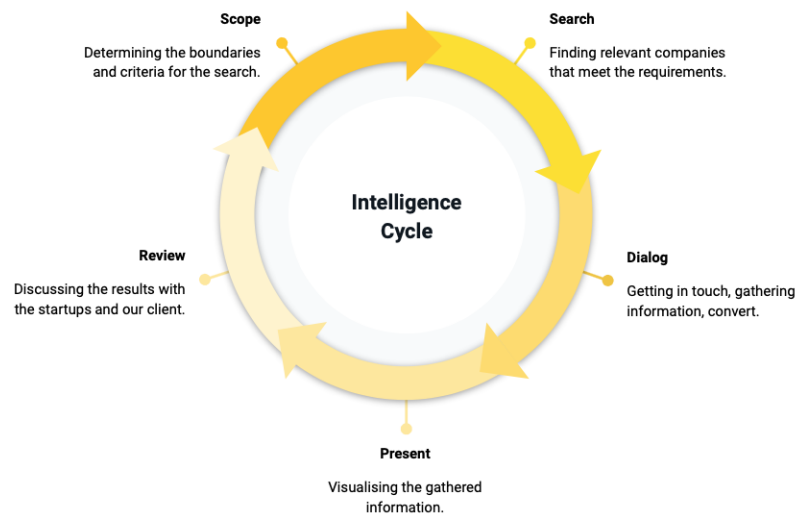 Scope
Determining the boundaries
and criteria for the search.
Search
Finding relevant companies
that meet the requirements.
Intelligence
Cycle
Review
Discussing the results with
the startups and our client.
Dialog
Getting in touch, gathering
information, convert.
Present
Visualising the gathered
information.